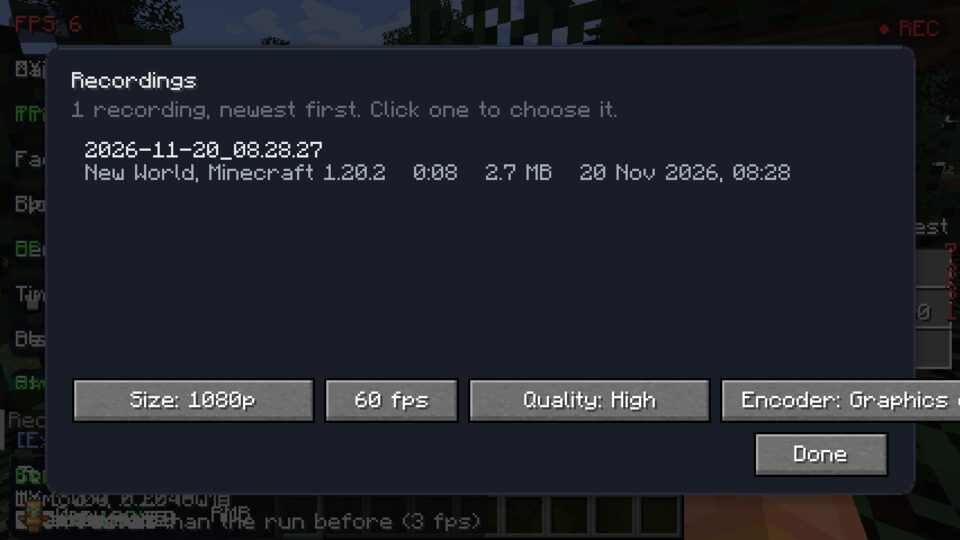 FPS: 6
REC
Recordings
1 recording, newest first. Click one to choose it.
2026-11-20_08.28.27
New World, Minecraft 1.20.2 0:08 2.7 MB 20 Nov 2026, 08:28
Size: 1080p
60 fps
Quality: High
Encoder: Graphics
Done
than the run before (3 fps)